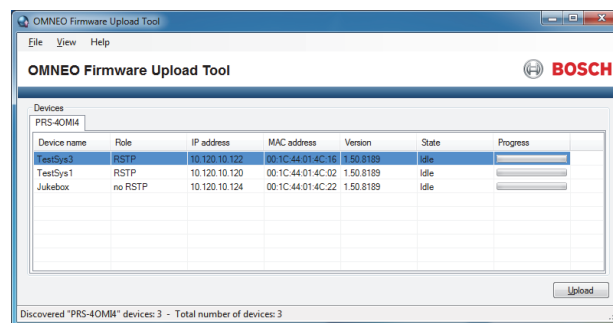 OMNEO Firmware Upload Tool
File View Help
OMNEO Firmware Upload Tool
BOSCH
Devices
PRS-4OMI4
Device name Role IP address MAC address Version State Progress
TestSys3 RSTP 10.120.10.122 00:1C:44:01:4C:16 1.50.8189 Idle
TestSys1 RSTP 10.120.10.120 00:1C:44:01:4C:02 1.50.8189 Idle
Jukebox no RSTP 10.120.10.124 00:1C:44:01:4C:22 1.50.8189 Idle
Upload
Discovered "PRS-4OMI4" devices: 3 - Total number of devices: 3